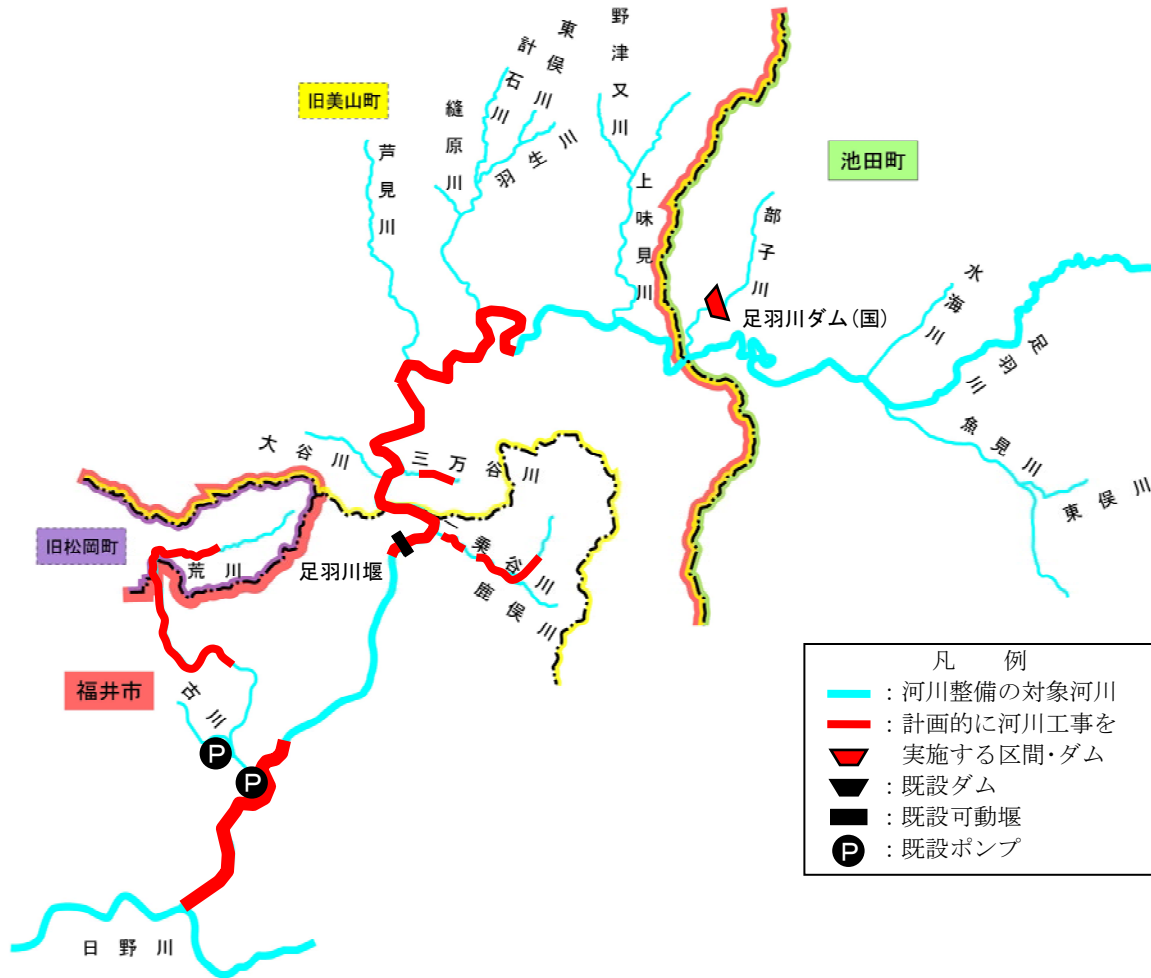 野津又川
東俣川
計石川
旧美山町
縫原川
羽生川
芦見川
池田町
上味見川
部子川
水海川
足羽川ダム(国)
足羽川
魚見川
東俣川
大谷川
三万谷川
一乗谷川
旧松岡町
荒川
足羽川堰
鹿俣川
福井市
古川
P
P
日野川
凡 例
:河川整備の対象河川
:計画的に河川工事を
実施する区間・ダム
:既設ダム
:既設可動堰
P :既設ポンプ